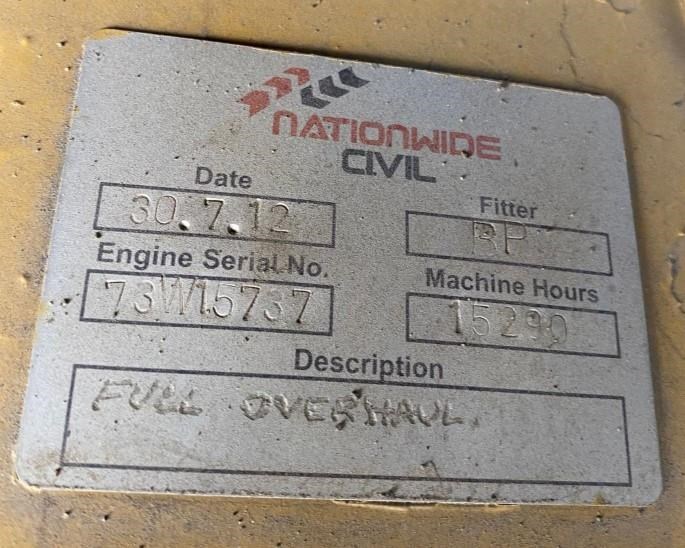 NATIONWIDE
CIVIL
Date
30.7.12
Fitter
RP
Engine Serial No.
73W15737
Machine Hours
15290
Description
FULL OVERHAUL.